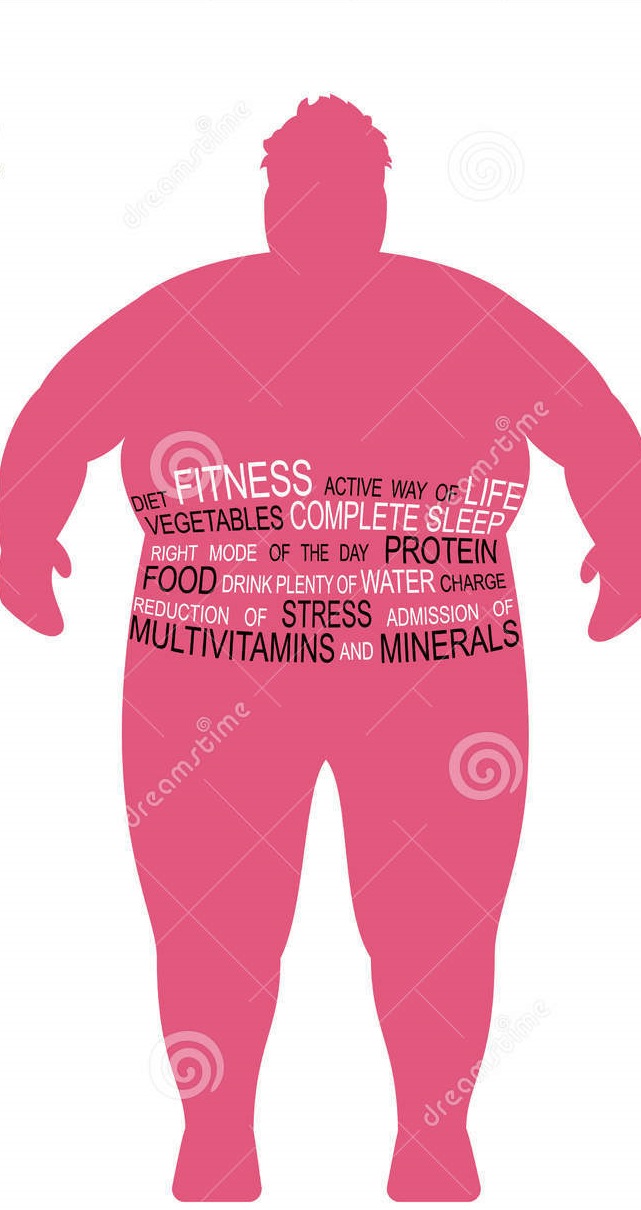 dreamstime
DIET FITNESS ACTIVE WAY OF LIFE
VEGETABLES COMPLETE SLEEP
RIGHT MODE OF THE DAY PROTEIN
FOOD DRINK PLENTY OF WATER CHARGE
REDUCTION OF STRESS ADMISSION OF
MULTIVITAMINS AND MINERALS
dreamstime
dreamstime
dreamstime